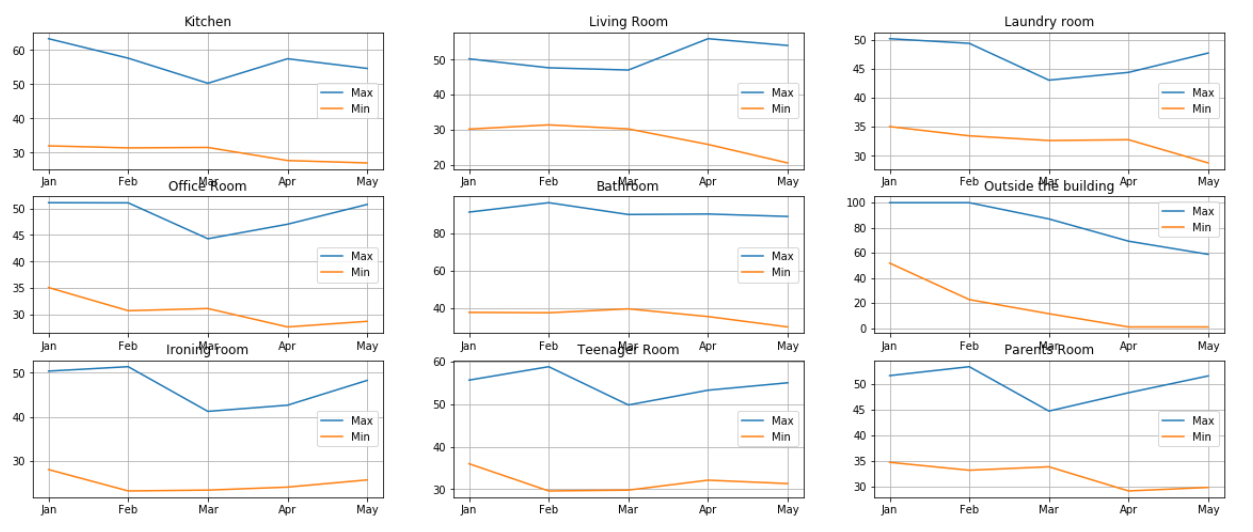 Kitchen
60
50
40
30
Max
Min
Jan Feb Mar Apr May
Living Room
50
40
30
20
Max
Min
Jan Feb Mar Apr May
Laundry room
50
45
40
35
30
Max
Min
Jan Feb Mar Apr May
Office Room
50
45
40
35
30
Max
Min
Jan Feb Mar Apr May
Bathroom
80
60
40
Max
Min
Jan Feb Mar Apr May
Outside the building
100
80
60
40
20
0
Max
Min
Jan Feb Mar Apr May
Ironing room
50
40
30
Max
Min
Jan Feb Mar Apr May
Teenager Room
60
50
40
30
Max
Min
Jan Feb Mar Apr May
Parents Room
50
45
40
35
30
Max
Min
Jan Feb Mar Apr May